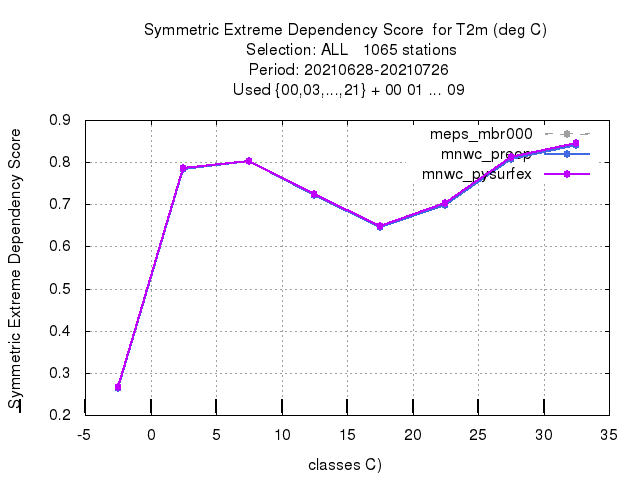 Symmetric Extreme Dependency Score for T2m (deg C)
Selection: ALL 1065 stations
Period: 20210628-20210726
Used {00,03,...,21} + 00 01 ... 09
Symmetric Extreme Dependency Score
0.9
0.8
0.7
0.6
0.5
0.4
0.3
0.2
meps_mbr000
mnwc_preop
mnwc_pysurfex
-5
0
5
10
15
20
25
30
35
classes C)